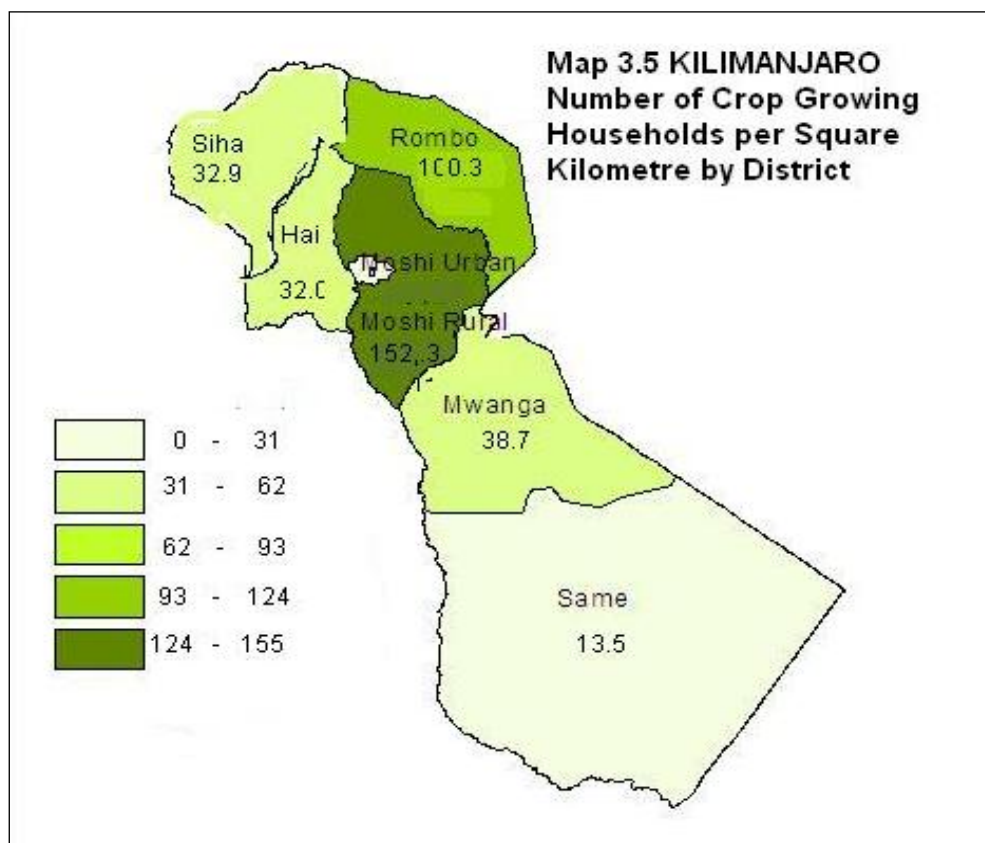 Map 3.5 KILIMANJARO
Number of Crop Growing
Households per Square
Kilometre by District
Siha
32.9
Rombo
100.3
Hai
32.0
Moshi Urban
Moshi Rural
152,.3
Mwanga
38.7
Same
13.5
0 - 31
31 - 62
62 - 93
93 - 124
124 - 155